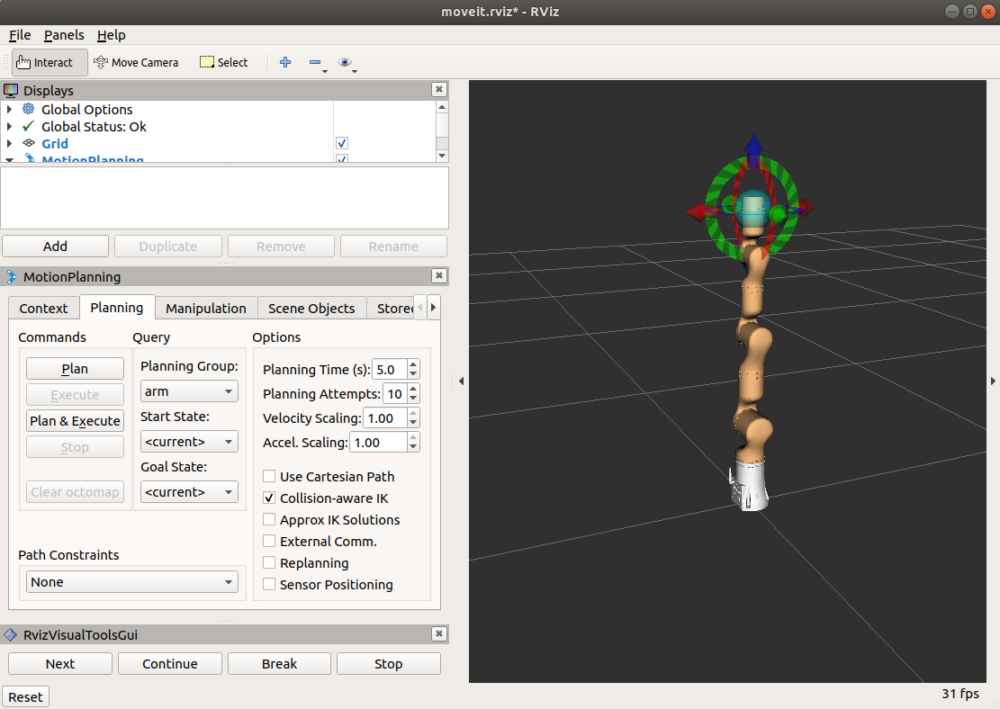 moveit.rviz* - RViz
File Panels Help
Interact Move Camera Select
Displays
Global Options
Global Status: Ok
Grid
MotionPlanning
Add Duplicate Remove Rename
MotionPlanning
Context Planning Manipulation Scene Objects Stored
Commands Query Options
Plan
Execute
Plan & Execute
Stop
Clear octomap
Planning Group:
arm
Start State:
<current>
Goal State:
<current>
Planning Time (s): 5.0
Planning Attempts: 10
Velocity Scaling: 1.00
Accel. Scaling: 1.00
Use Cartesian Path
Collision-aware IK
Approx IK Solutions
External Comm.
Replanning
Sensor Positioning
Path Constraints
None
RvizVisualToolsGui
Next Continue Break Stop
Reset
31 fps